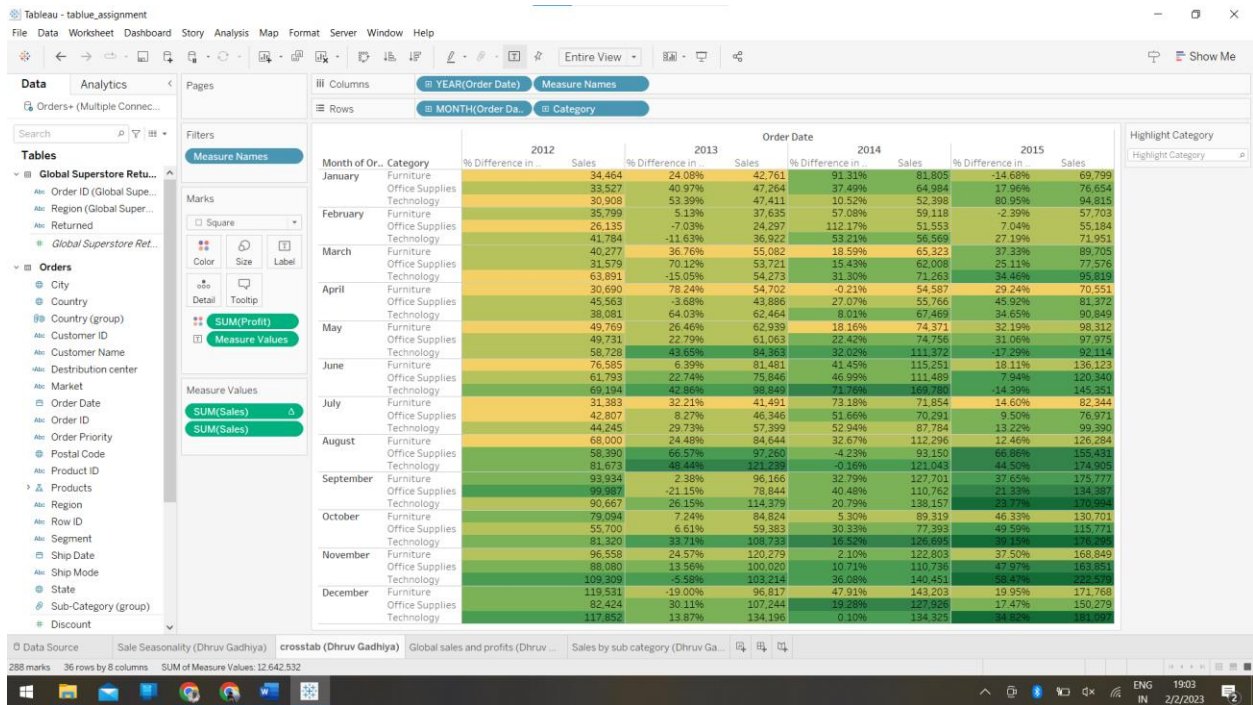 Tableau - tablue_assignment
File Data Worksheet Dashboard Story Analysis Map Format Server Window Help
Entire View
Show Me
Data Analytics
Pages
Columns YEAR(Order Date) Measure Names
Orders+ (Multiple Connec...
Rows MONTH(Order Da.. Category
Search
Filters
Measure Names
Tables
Global Superstore Retu...
Abc Order ID (Global Supe...
Abc Region (Global Super...
Abc Returned
# Global Superstore Ret...
Orders
City
Country
Country (group)
Abc Customer ID
Abc Customer Name
Abc Destribution center
Abc Market
Order Date
Abc Order ID
Abc Order Priority
Postal Code
Abc Product ID
Products
Abc Region
Abc Row ID
Abc Segment
Ship Date
Abc Ship Mode
State
Sub-Category (group)
# Discount
Marks
Square
Color Size Label
Detail Tooltip
SUM(Profit)
Measure Values
Measure Values
SUM(Sales) Δ
SUM(Sales)
Order Date
2012 2013 2014 2015
Month of Or.. Category % Difference in .. Sales % Difference in .. Sales % Difference in .. Sales % Difference in .. Sales
January Furniture 34,464 24.08% 42,761 91.31% 81,805 -14.68% 69,799
Office Supplies 33,527 40.97% 47,264 37.49% 64,984 17.96% 76,654
Technology 30,908 53.39% 47,411 10.52% 52,398 80.95% 94,815
February Furniture 35,799 5.13% 37,635 57.08% 59,118 -2.39% 57,703
Office Supplies 26,135 -7.03% 24,297 112.17% 51,553 7.04% 55,184
Technology 41,784 -11.63% 36,922 53.21% 56,569 27.19% 71,951
March Furniture 40,277 36.76% 55,082 18.59% 65,323 37.33% 89,705
Office Supplies 31,579 70.12% 53,721 15.43% 62,008 25.11% 77,576
Technology 63,891 -15.05% 54,273 31.30% 71,263 34.46% 95,819
April Furniture 30,690 78.24% 54,702 -0.21% 54,587 29.24% 70,551
Office Supplies 45,563 -3.68% 43,886 27.07% 55,766 45.92% 81,372
Technology 38,081 64.03% 62,464 8.01% 67,469 34.65% 90,849
May Furniture 49,769 26.46% 62,939 18.16% 74,371 32.19% 98,312
Office Supplies 49,731 22.79% 61,063 22.42% 74,756 31.06% 97,975
Technology 58,728 43.65% 84,363 32.02% 111,372 -17.29% 92,114
June Furniture 76,585 6.39% 81,481 41.45% 115,251 18.11% 136,123
Office Supplies 61,793 22.74% 75,846 46.99% 111,489 7.94% 120,340
Technology 69,194 42.86% 98,849 71.76% 169,780 -14.39% 145,351
July Furniture 31,383 32.21% 41,491 73.18% 71,854 14.60% 82,344
Office Supplies 42,807 8.27% 46,346 51.66% 70,291 9.50% 76,971
Technology 44,245 29.73% 57,399 52.94% 87,784 13.22% 99,390
August Furniture 68,000 24.48% 84,644 32.67% 112,296 12.46% 126,284
Office Supplies 58,390 66.57% 97,260 -4.23% 93,150 66.86% 155,431
Technology 81,673 48.44% 121,239 -0.16% 121,043 44.50% 174,905
September Furniture 93,934 2.38% 96,166 32.79% 127,701 37.65% 175,777
Office Supplies 99,987 -21.15% 78,844 40.48% 110,762 21.33% 134,387
Technology 90,667 26.15% 114,379 20.79% 138,157 23.77% 170,994
October Furniture 79,094 7.24% 84,824 5.30% 89,319 46.33% 130,701
Office Supplies 55,700 6.61% 59,383 30.33% 77,393 49.59% 115,771
Technology 81,320 33.71% 108,733 16.52% 126,695 39.15% 176,295
November Furniture 96,558 24.57% 120,279 2.10% 122,803 37.50% 168,849
Office Supplies 88,080 13.56% 100,020 10.71% 110,736 47.97% 163,851
Technology 109,309 -5.58% 103,214 36.08% 140,451 58.47% 222,579
December Furniture 119,531 -19.00% 96,817 47.91% 143,203 19.95% 171,768
Office Supplies 82,424 30.11% 107,244 19.28% 127,926 17.47% 150,279
Technology 117,852 13.87% 134,196 0.10% 134,325 34.82% 181,097
Highlight Category
Highlight Category
Data Source Sale Seasonality (Dhruv Gadhiya) crosstab (Dhruv Gadhiya) Global sales and profits (Dhruv ... Sales by sub category (Dhruv Ga...
288 marks 36 rows by 8 columns SUM of Measure Values: 12,642,532
ENG 19:03
IN 2/2/2023
2